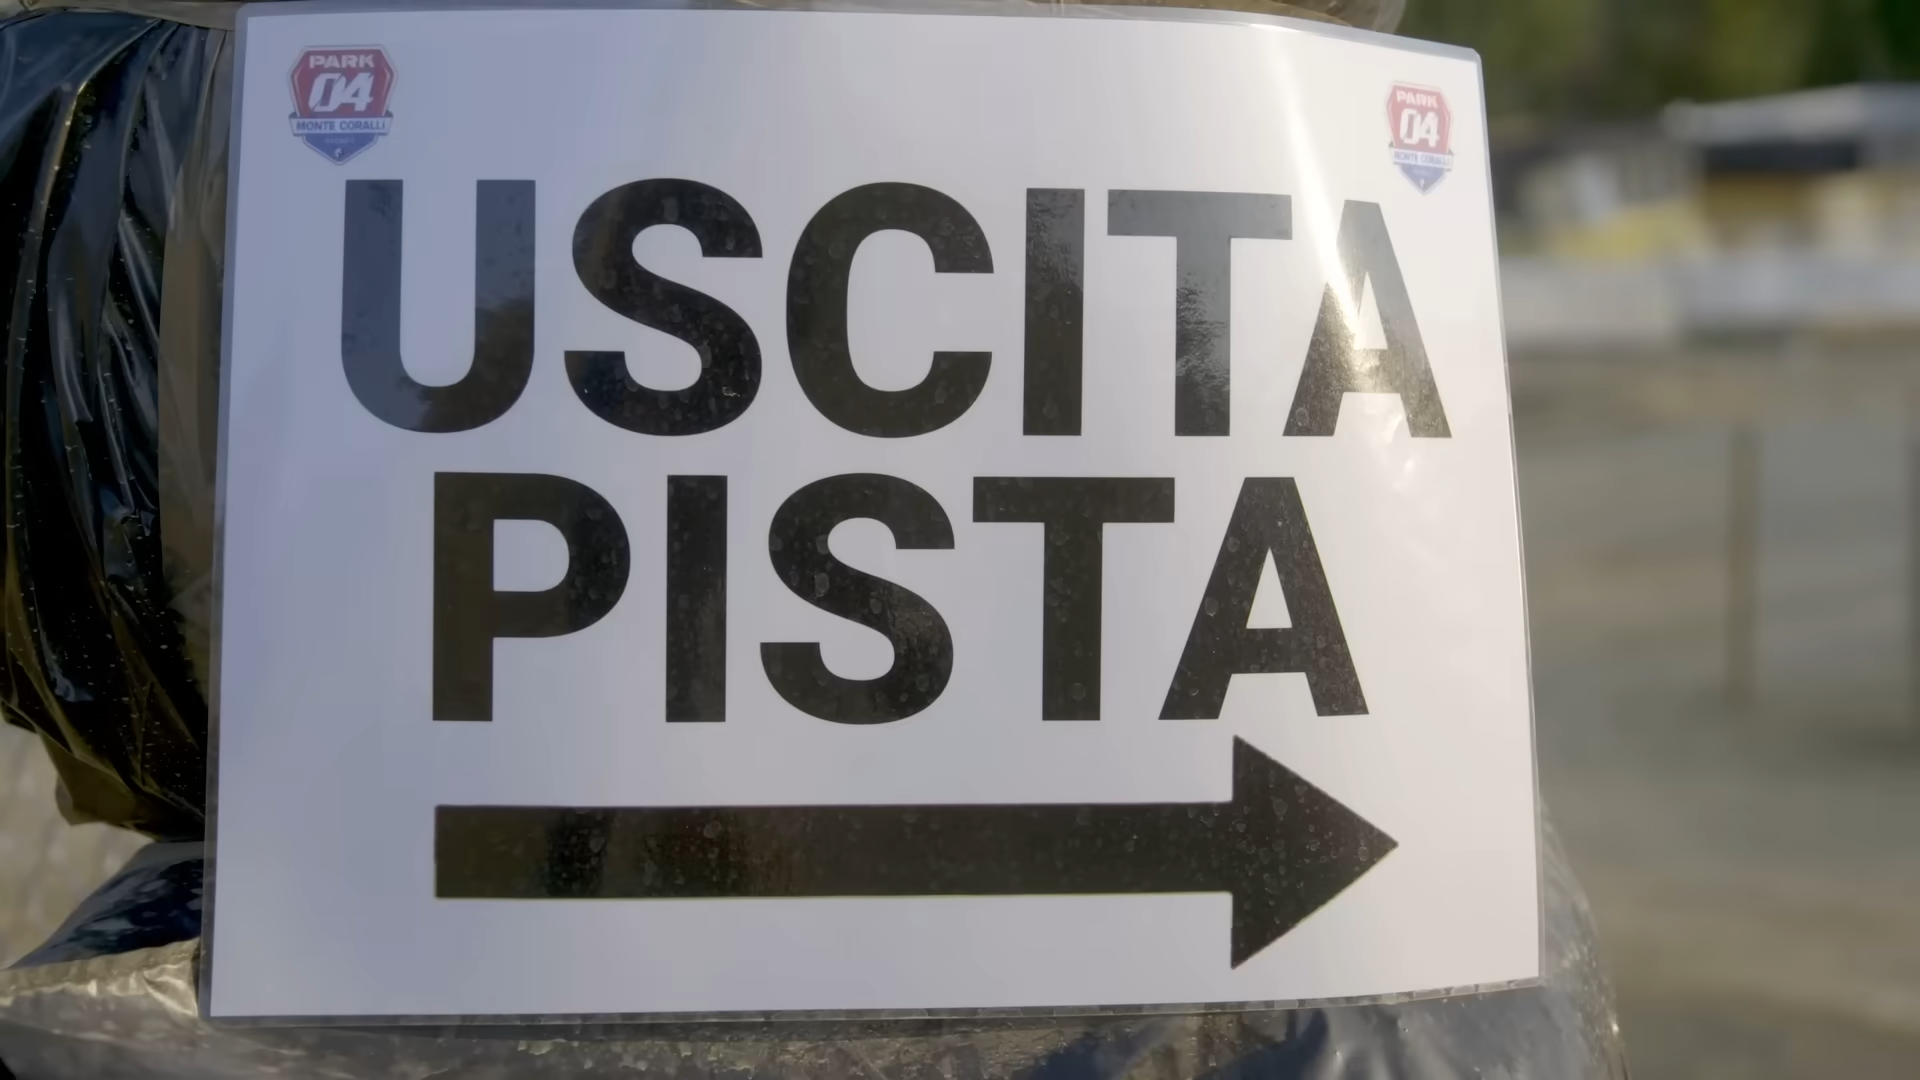 PARK
04
MONTE CORALLI
PARK
04
MONTE CORALLI
USCITA
PISTA